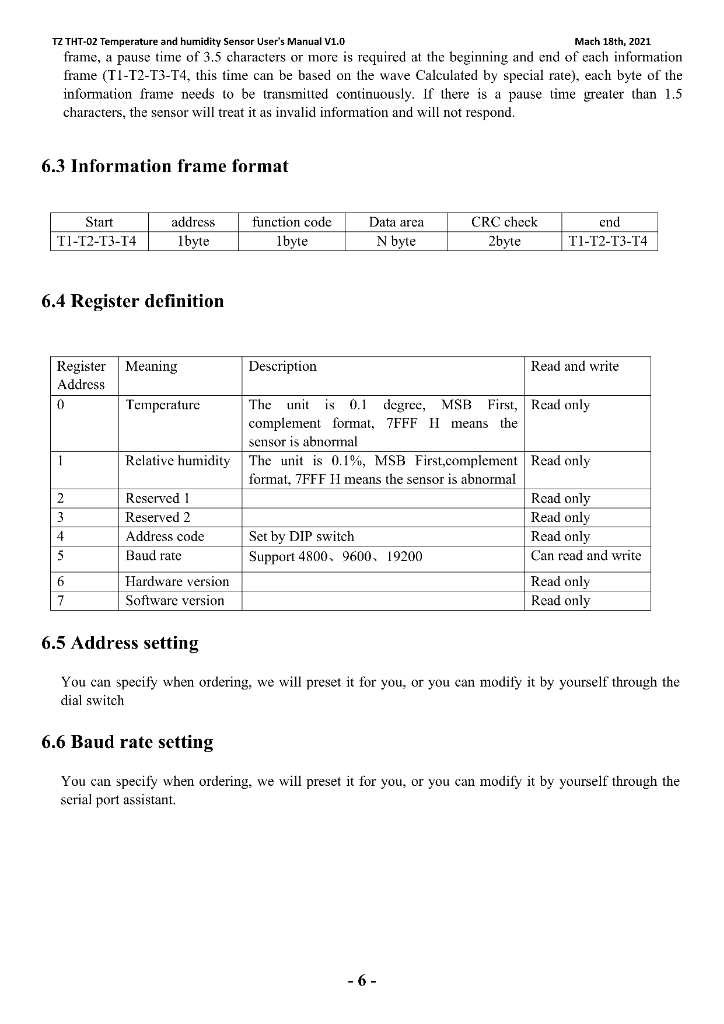 TZ THT-02 Temperature and humidity Sensor User's Manual V1.0 Mach 18th, 2021
frame, a pause time of 3.5 characters or more is required at the beginning and end of each information
frame (T1-T2-T3-T4, this time can be based on the wave Calculated by special rate), each byte of the
information frame needs to be transmitted continuously. If there is a pause time greater than 1.5
characters, the sensor will treat it as invalid information and will not respond.
6.3 Information frame format
Start address function code Data area CRC check end
T1-T2-T3-T4 1byte 1byte N byte 2byte T1-T2-T3-T4
6.4 Register definition
Register Meaning Description Read and write
Address
0 Temperature The unit is 0.1 degree, MSB First, Read only
complement format, 7FFF H means the
sensor is abnormal
1 Relative humidity The unit is 0.1%, MSB First,complement Read only
format, 7FFF H means the sensor is abnormal
2 Reserved 1 Read only
3 Reserved 2 Read only
4 Address code Set by DIP switch Read only
5 Baud rate Support 4800、9600、19200 Can read and write
6 Hardware version Read only
7 Software version Read only
6.5 Address setting
You can specify when ordering, we will preset it for you, or you can modify it by yourself through the
dial switch
6.6 Baud rate setting
You can specify when ordering, we will preset it for you, or you can modify it by yourself through the
serial port assistant.
- 6 -